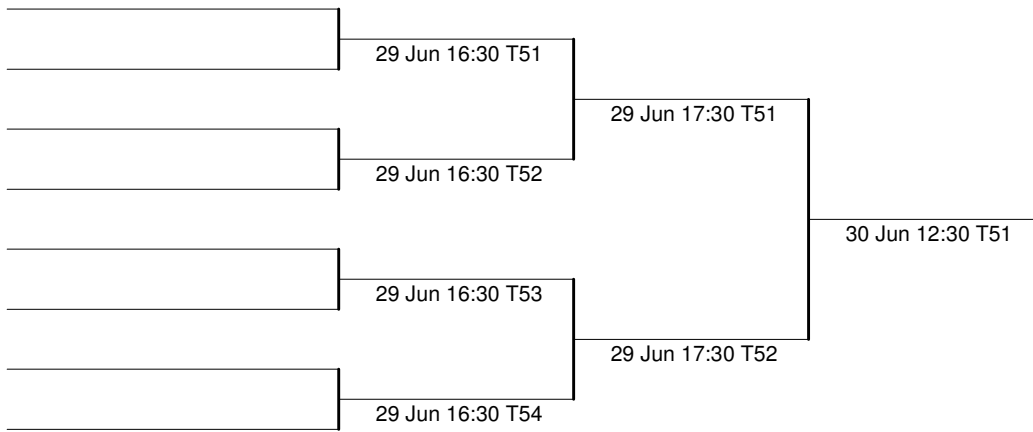 29 Jun 16:30 T51
29 Jun 17:30 T51
29 Jun 16:30 T52
30 Jun 12:30 T51
29 Jun 16:30 T53
29 Jun 17:30 T52
29 Jun 16:30 T54